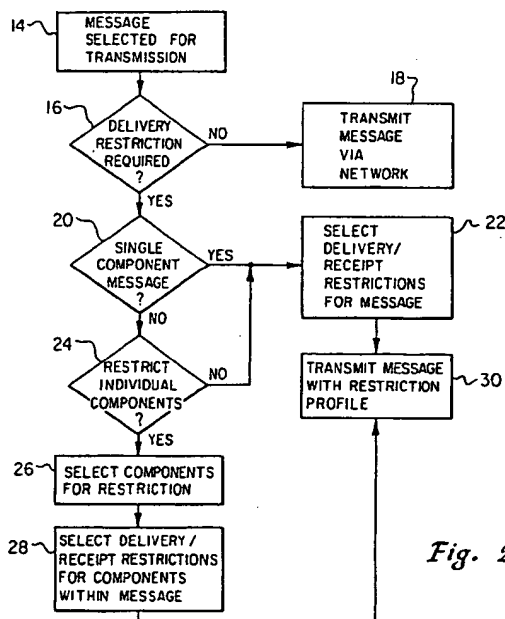 14
MESSAGE
SELECTED FOR
TRANSMISSION
16
DELIVERY
RESTRICTION
REQUIRED
?
NO
YES
18
TRANSMIT
MESSAGE
VIA
NETWORK
20
SINGLE
COMPONENT
MESSAGE
?
YES
NO
22
SELECT
DELIVERY/
RECEIPT
RESTRICTIONS
FOR MESSAGE
24
RESTRICT
INDIVIDUAL
COMPONENTS
?
NO
YES
TRANSMIT MESSAGE
WITH RESTRICTION
PROFILE
30
26
SELECT COMPONENTS
FOR RESTRICTION
28
SELECT DELIVERY/
RECEIPT RESTRICTIONS
FOR COMPONENTS
WITHIN MESSAGE
Fig.